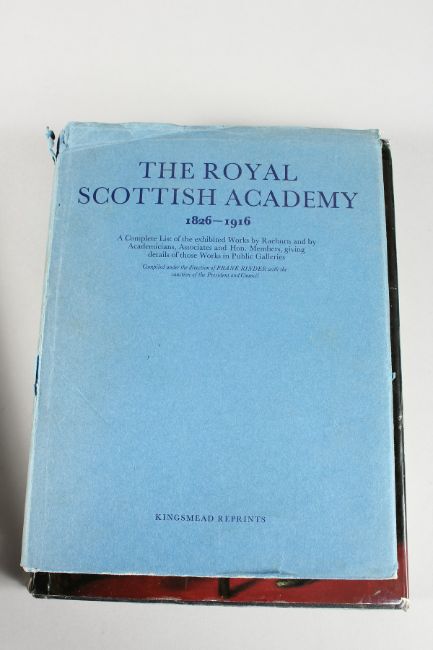 THE ROYAL
SCOTTISH ACADEMY
1826—1916
A Complete List of the exhibited Works by Raeburn and by
Academicians, Associates and Hon. Members, giving
details of those Works in Public Galleries
Compiled under the direction of FRANK RINDER with the
sanction of the President and Council
KINGSMEAD REPRINTS